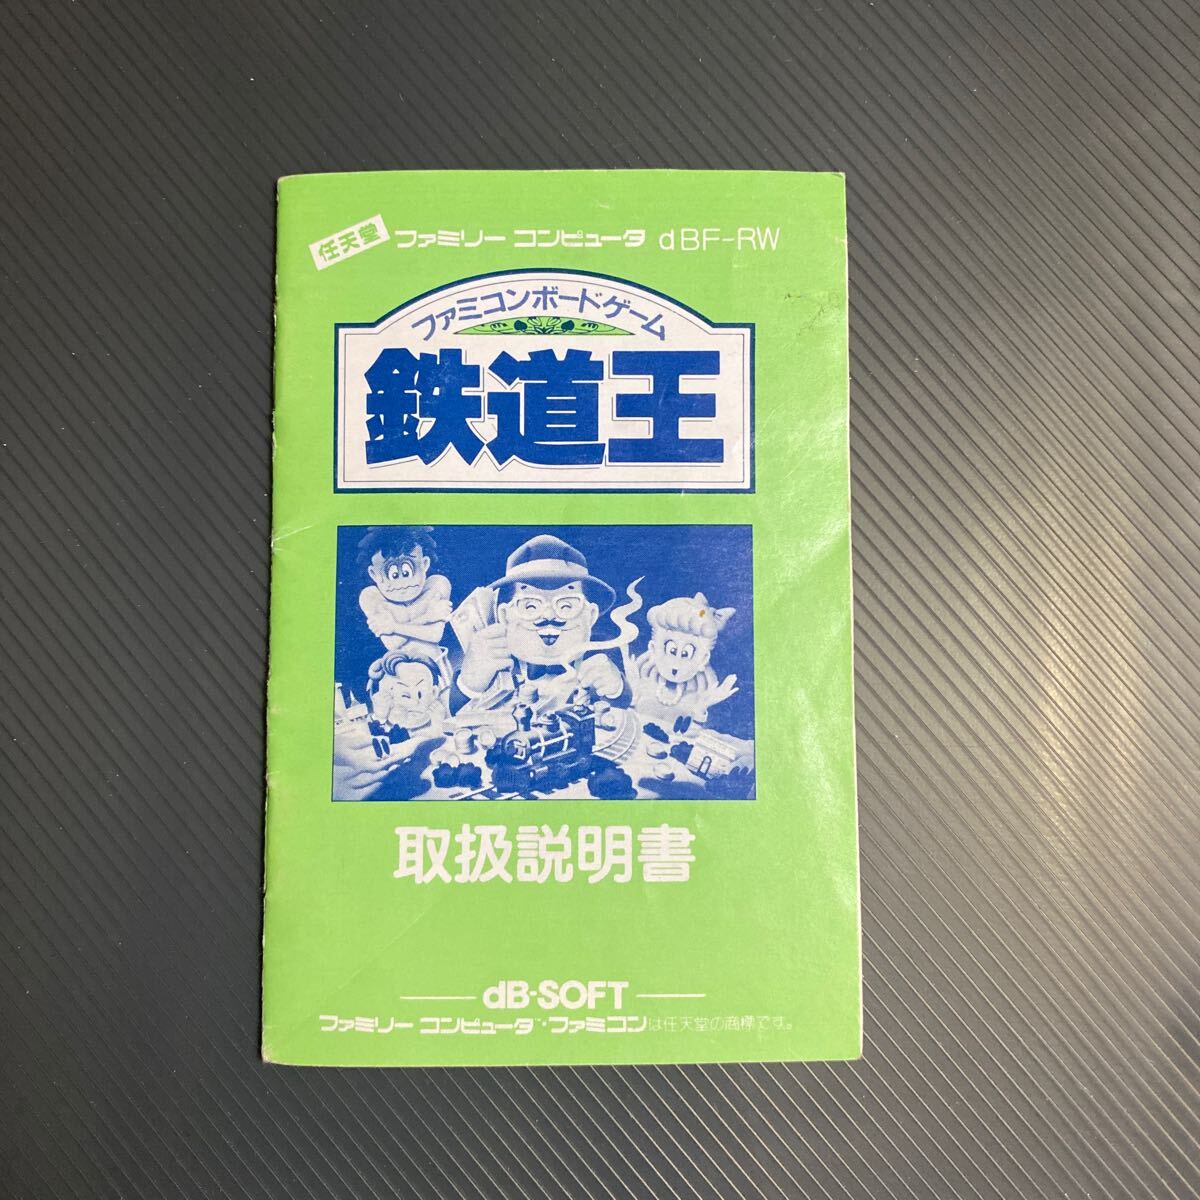 任天堂 ファミリー コンピュータ dBF-RW
ファミコンボードゲーム
鉄道王
取扱説明書
dB-SOFT
ファミリー コンピュータ™・ファミコンは任天堂の商標です。